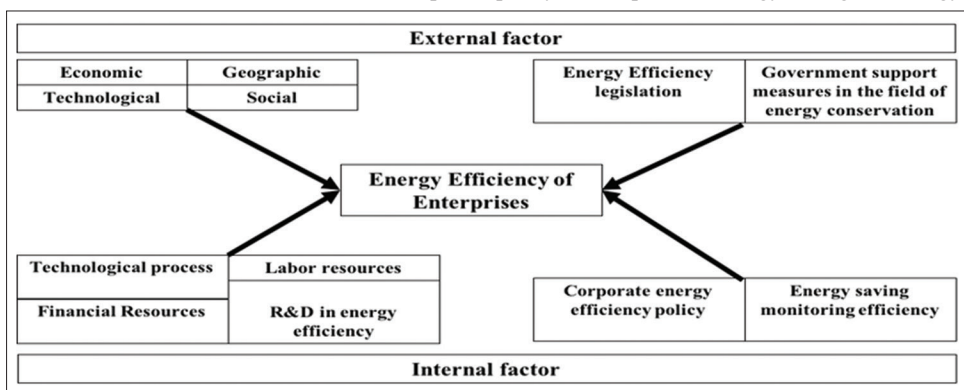 External factor
Economic
Geographic
Technological
Social
Energy Efficiency
legislation
Government support
measures in the field of
energy conservation
Energy Efficiency of
Enterprises
Technological process
Labor resources
Financial Resources
R&D in energy
efficiency
Corporate energy
efficiency policy
Energy saving
monitoring efficiency
Internal factor